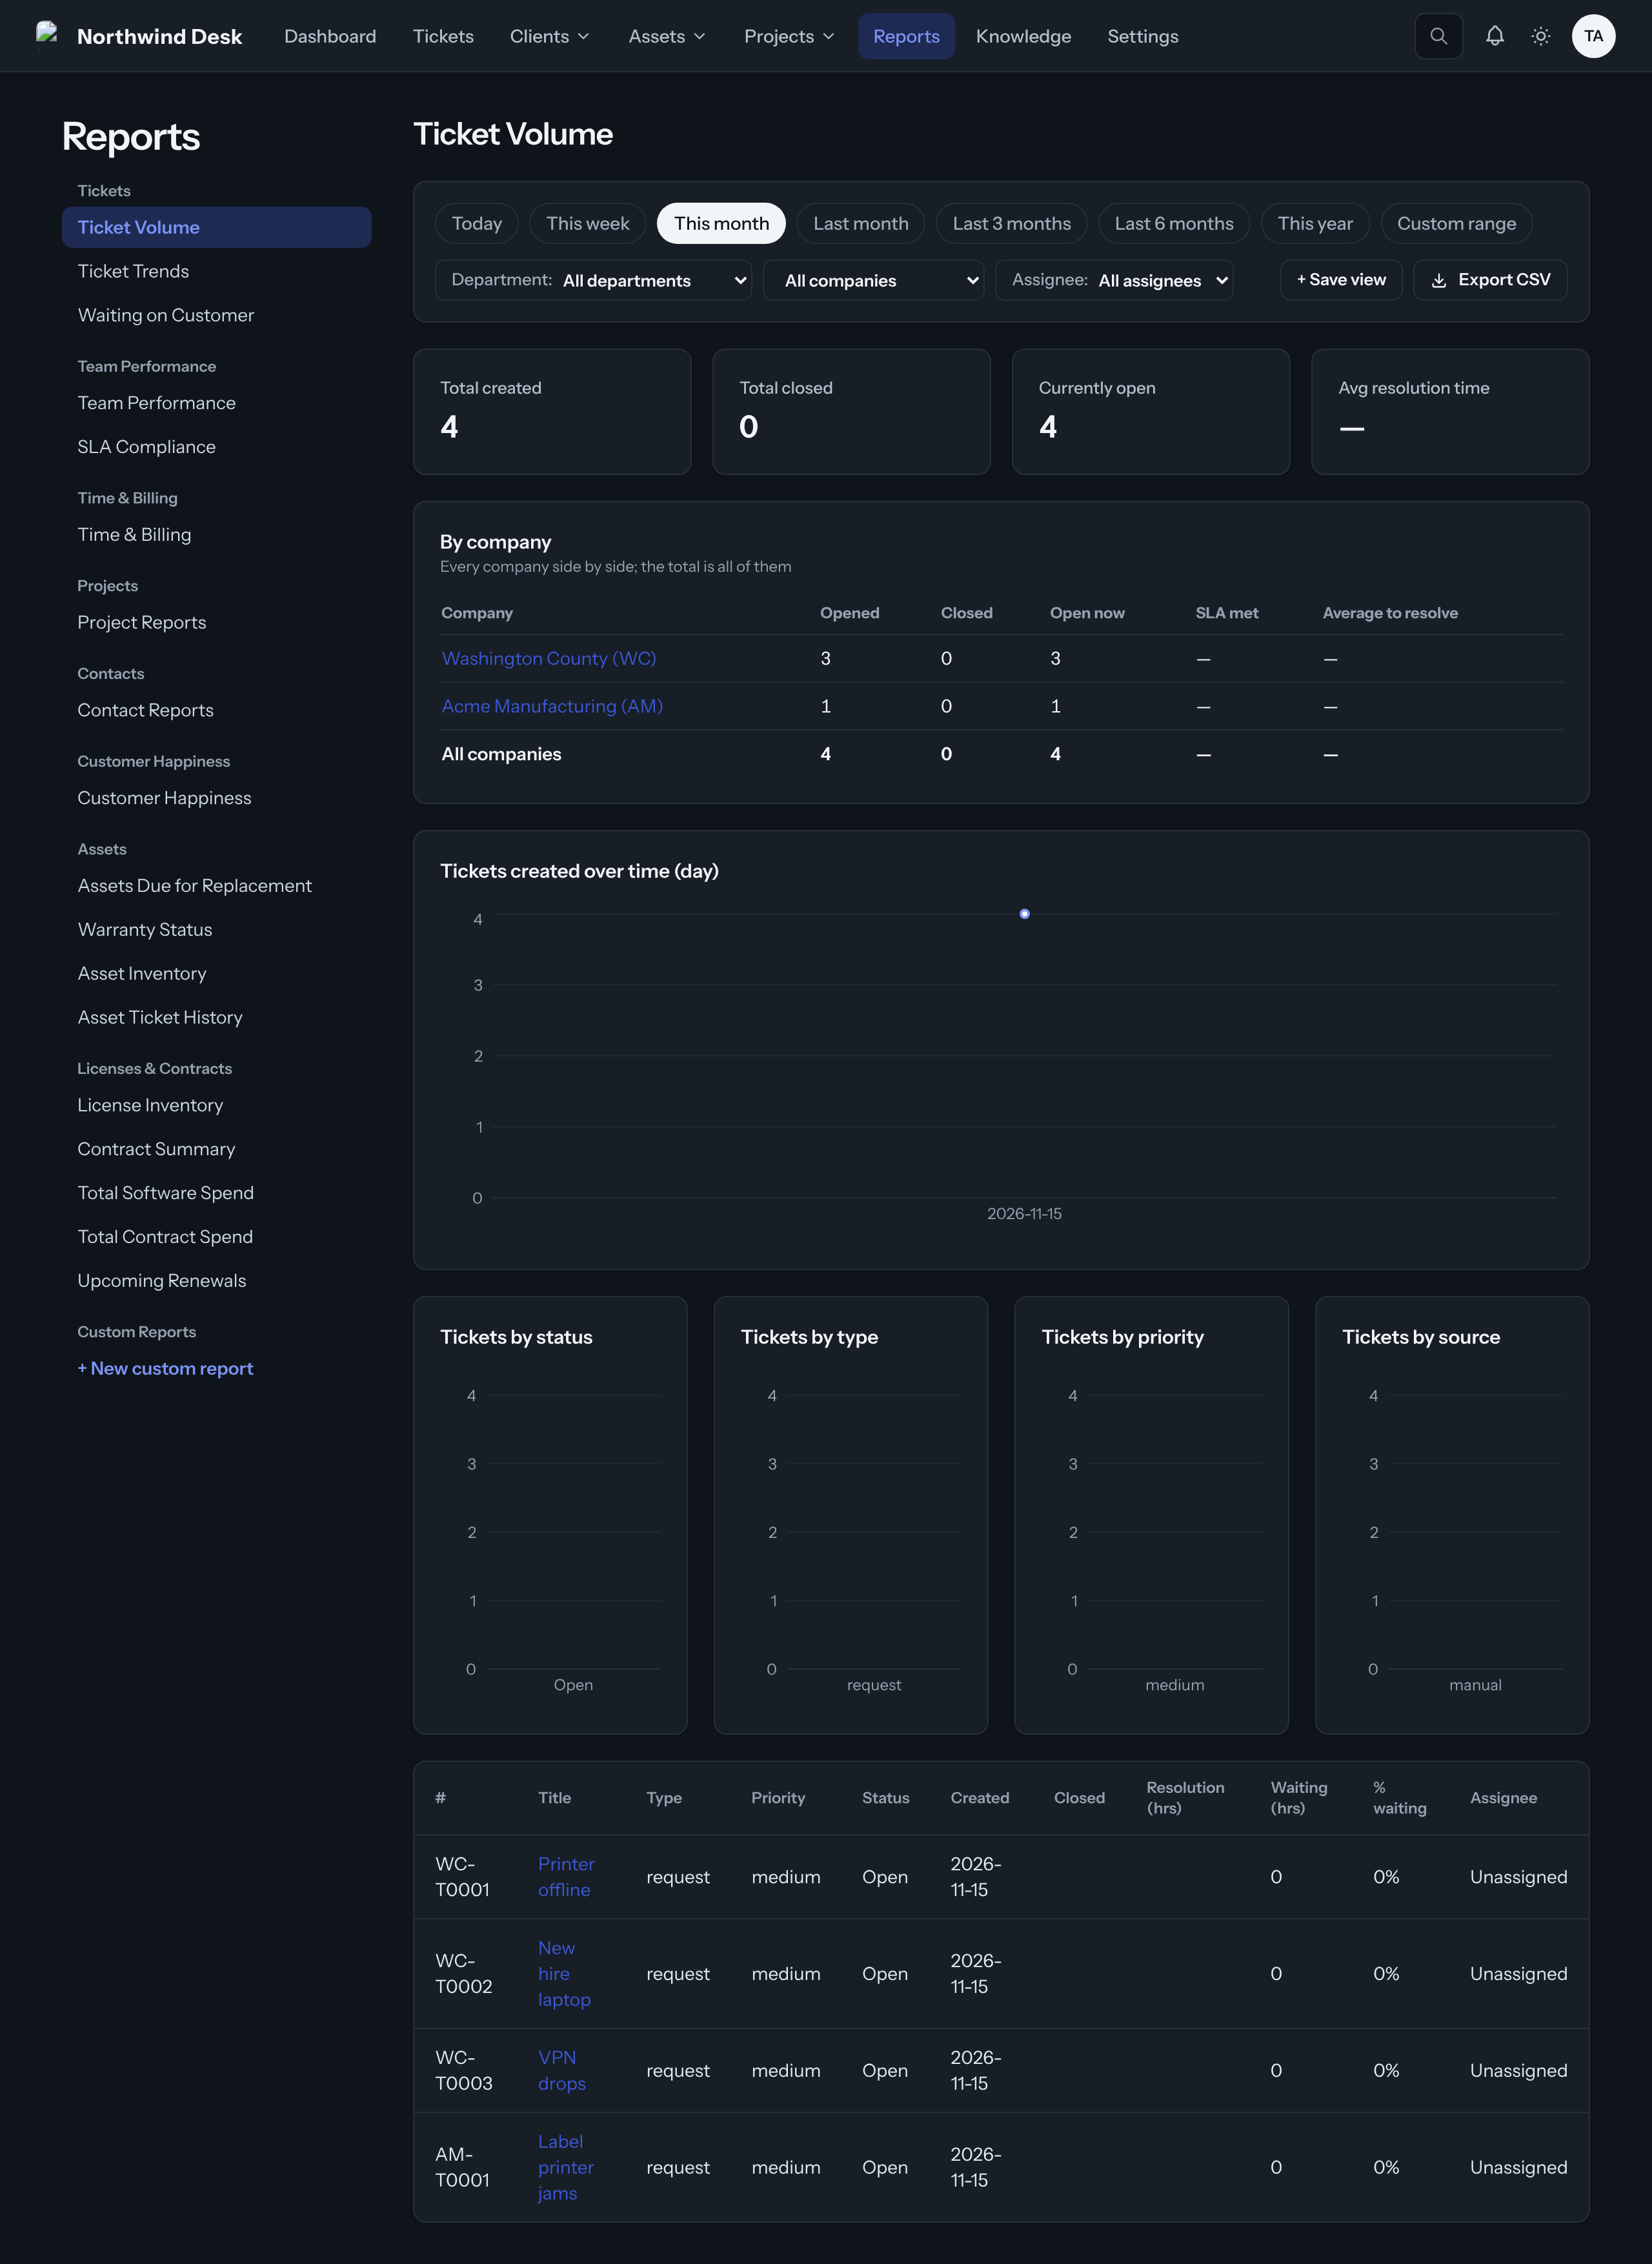 Northwind Desk Dashboard Tickets Clients Assets Projects Reports Knowledge Settings TA
Reports
Tickets
Ticket Volume
Ticket Trends
Waiting on Customer
Team Performance
Team Performance
SLA Compliance
Time & Billing
Time & Billing
Projects
Project Reports
Contacts
Contact Reports
Customer Happiness
Customer Happiness
Assets
Assets Due for Replacement
Warranty Status
Asset Inventory
Asset Ticket History
Licenses & Contracts
License Inventory
Contract Summary
Total Software Spend
Total Contract Spend
Upcoming Renewals
Custom Reports
+ New custom report
Ticket Volume
Today This week This month Last month Last 3 months Last 6 months This year Custom range
Department: All departments All companies Assignee: All assignees + Save view Export CSV
Total created
4
Total closed
0
Currently open
4
Avg resolution time
—
By company
Every company side by side; the total is all of them
Company Opened Closed Open now SLA met Average to resolve
Washington County (WC) 3 0 3 — —
Acme Manufacturing (AM) 1 0 1 — —
All companies 4 0 4 — —
Tickets created over time (day)
4
3
2
1
0
2026-11-15
Tickets by status
4
3
2
1
0
Open
Tickets by type
4
3
2
1
0
request
Tickets by priority
4
3
2
1
0
medium
Tickets by source
4
3
2
1
0
manual
# Title Type Priority Status Created Closed Resolution (hrs) Waiting (hrs) % waiting Assignee
WC-T0001 Printer offline request medium Open 2026-11-15 0 0% Unassigned
WC-T0002 New hire laptop request medium Open 2026-11-15 0 0% Unassigned
WC-T0003 VPN drops request medium Open 2026-11-15 0 0% Unassigned
AM-T0001 Label printer jams request medium Open 2026-11-15 0 0% Unassigned